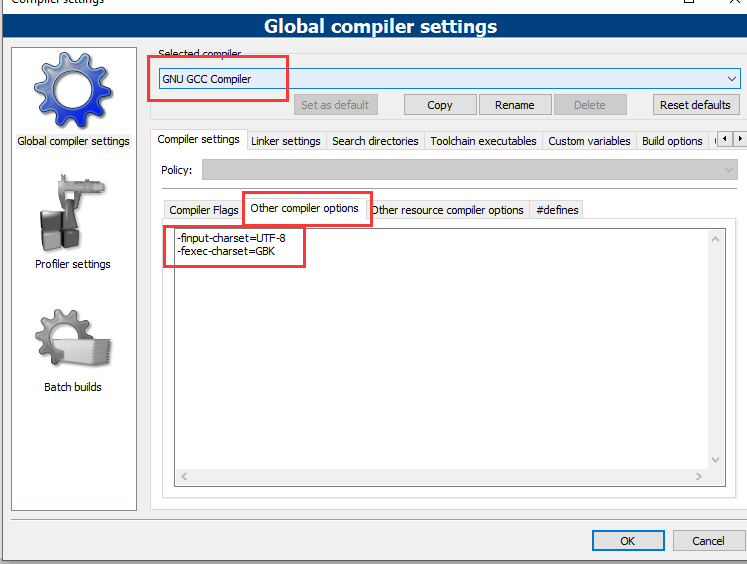 Compiler settings
Global compiler settings
Selected compiler
GNU GCC Compiler
Set as default
Copy
Rename
Delete
Reset defaults
Global compiler settings
Profiler settings
Batch builds
Compiler settings
Linker settings
Search directories
Toolchain executables
Custom variables
Build options
Policy:
Compiler Flags
Other compiler options
Other resource compiler options
#defines
-finput-charset=UTF-8
-fexec-charset=GBK
OK
Cancel